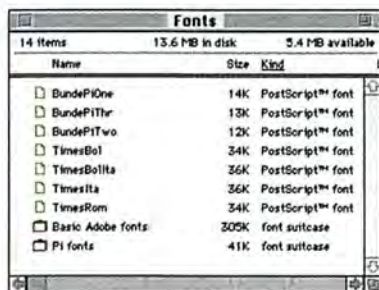 Fonts
14 items 13.6 MB in disk 5.4 MB available
Name Size Kind
BundePiOne 14K PostScript™ font
BundePiThr 13K PostScript™ font
BundePiTwo 12K PostScript™ font
TimesBol 34K PostScript™ font
TimesBolIta 36K PostScript™ font
TimesIta 36K PostScript™ font
TimesRom 34K PostScript™ font
Basic Adobe fonts 305K font suitcase
Pi fonts 41K font suitcase